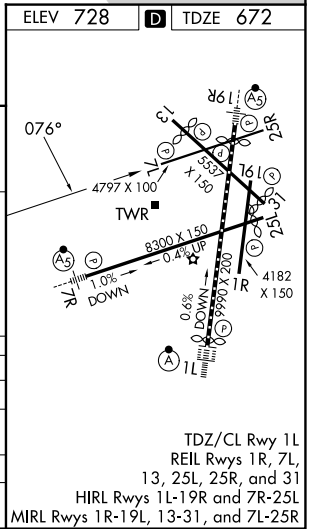 ELEV 728 D TDZE 672
076°
19R
A5
P
13
25R
P
P
7L
5537 X 150
19L
4797 X 100
P
TWR
31
25L
A5
P
8300 X 150
0.4% UP
P
1.0% DOWN
7R
0.6% DOWN
9990 X 200
1R
4182 X 150
P
A
1L
TDZ/CL Rwy 1L
REIL Rwys 1R, 7L,
13, 25L, 25R, and 31
HIRL Rwys 1L-19R and 7R-25L
MIRL Rwys 1R-19L, 13-31, and 7L-25R